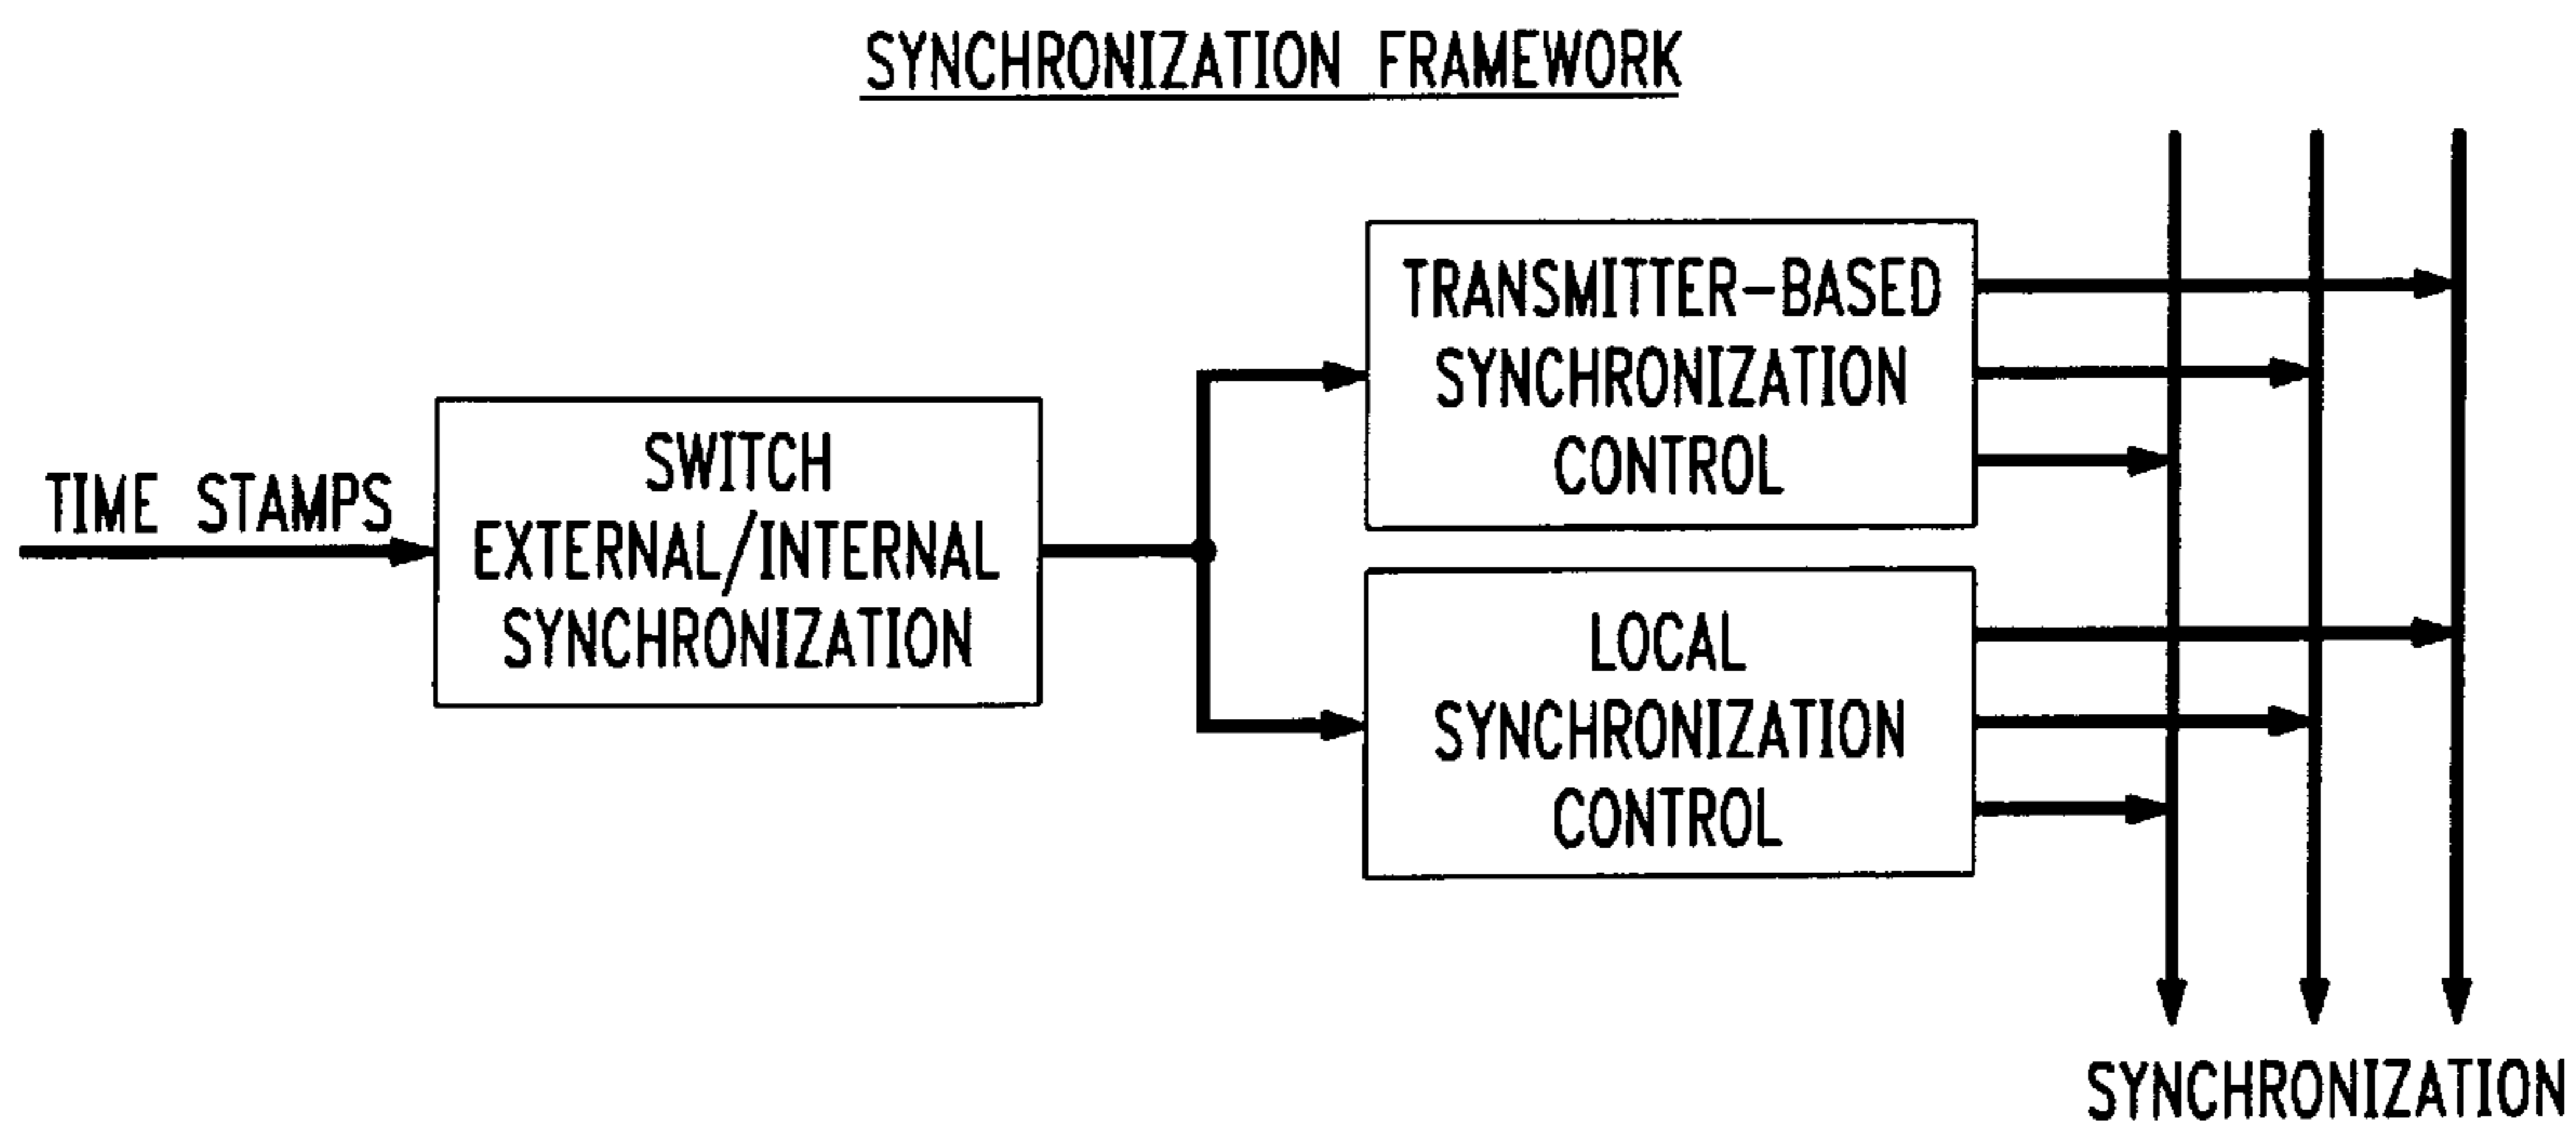 SYNCHRONIZATION FRAMEWORK
TIME STAMPS
SWITCH
EXTERNAL/INTERNAL
SYNCHRONIZATION
TRANSMITTER-BASED
SYNCHRONIZATION
CONTROL
LOCAL
SYNCHRONIZATION
CONTROL
SYNCHRONIZATION